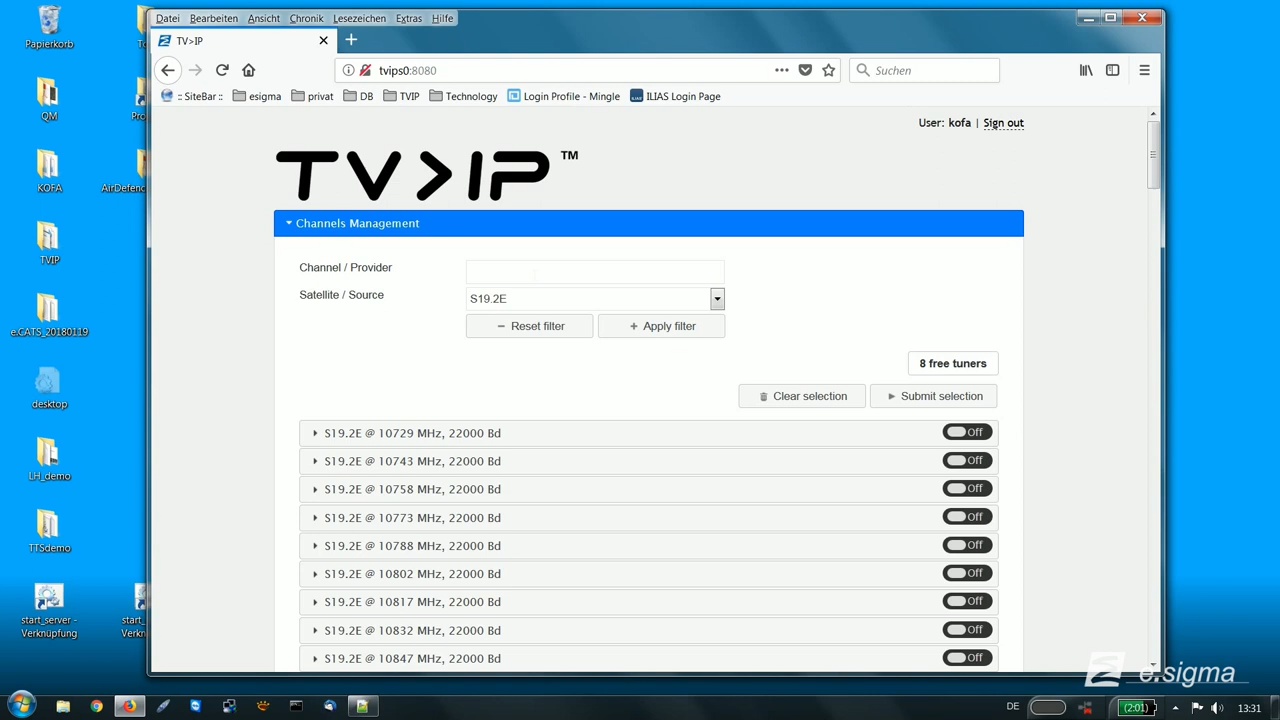 Datei Bearbeiten Ansicht Chronik Lesezeichen Extras Hilfe
TV>IP
tvips0:8080
Suchen
:: SiteBar :: esigma privat DB TVIP Technology Login Profile - Mingle ILIAS Login Page
User: kofa | Sign out
TV>IP ™
Channels Management
Channel / Provider
Satellite / Source S19.2E
Reset filter Apply filter
8 free tuners
Clear selection Submit selection
S19.2E @ 10729 MHz, 22000 Bd Off
S19.2E @ 10743 MHz, 22000 Bd Off
S19.2E @ 10758 MHz, 22000 Bd Off
S19.2E @ 10773 MHz, 22000 Bd Off
S19.2E @ 10788 MHz, 22000 Bd Off
S19.2E @ 10802 MHz, 22000 Bd Off
S19.2E @ 10817 MHz, 22000 Bd Off
S19.2E @ 10832 MHz, 22000 Bd Off
S19.2E @ 10847 MHz, 22000 Bd Off
Papierkorb
QM
KOFA AirDefenc
TVIP
e.CATS_20180119
desktop
LH_demo
TTSdemo
start_server -
Verknüpfung
e.sigma
DE (2:01) 13:31